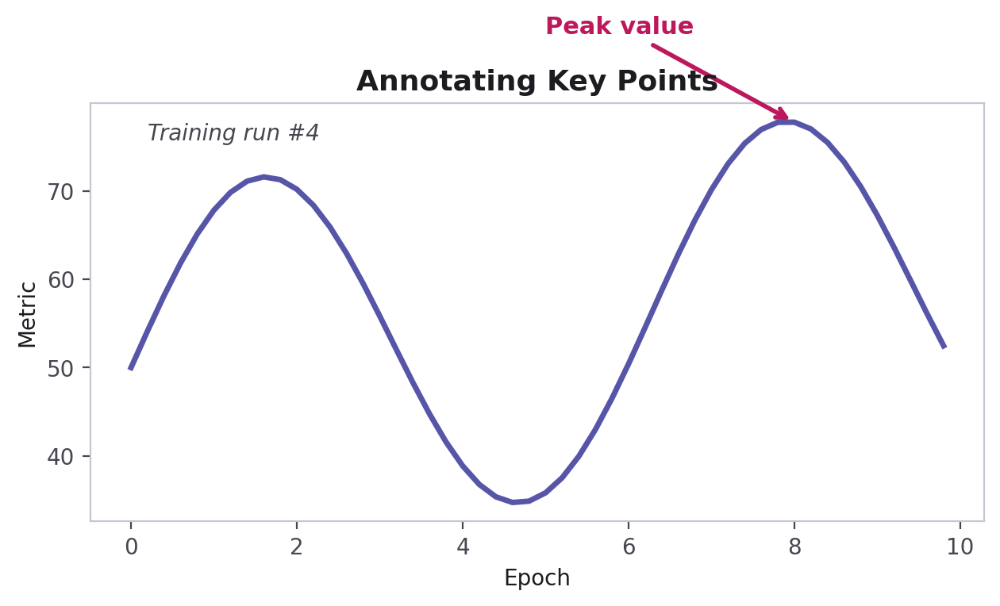 Peak value
Annotating Key Points
Training run #4
70
60
50
40
Metric
0 2 4 6 8 10
Epoch